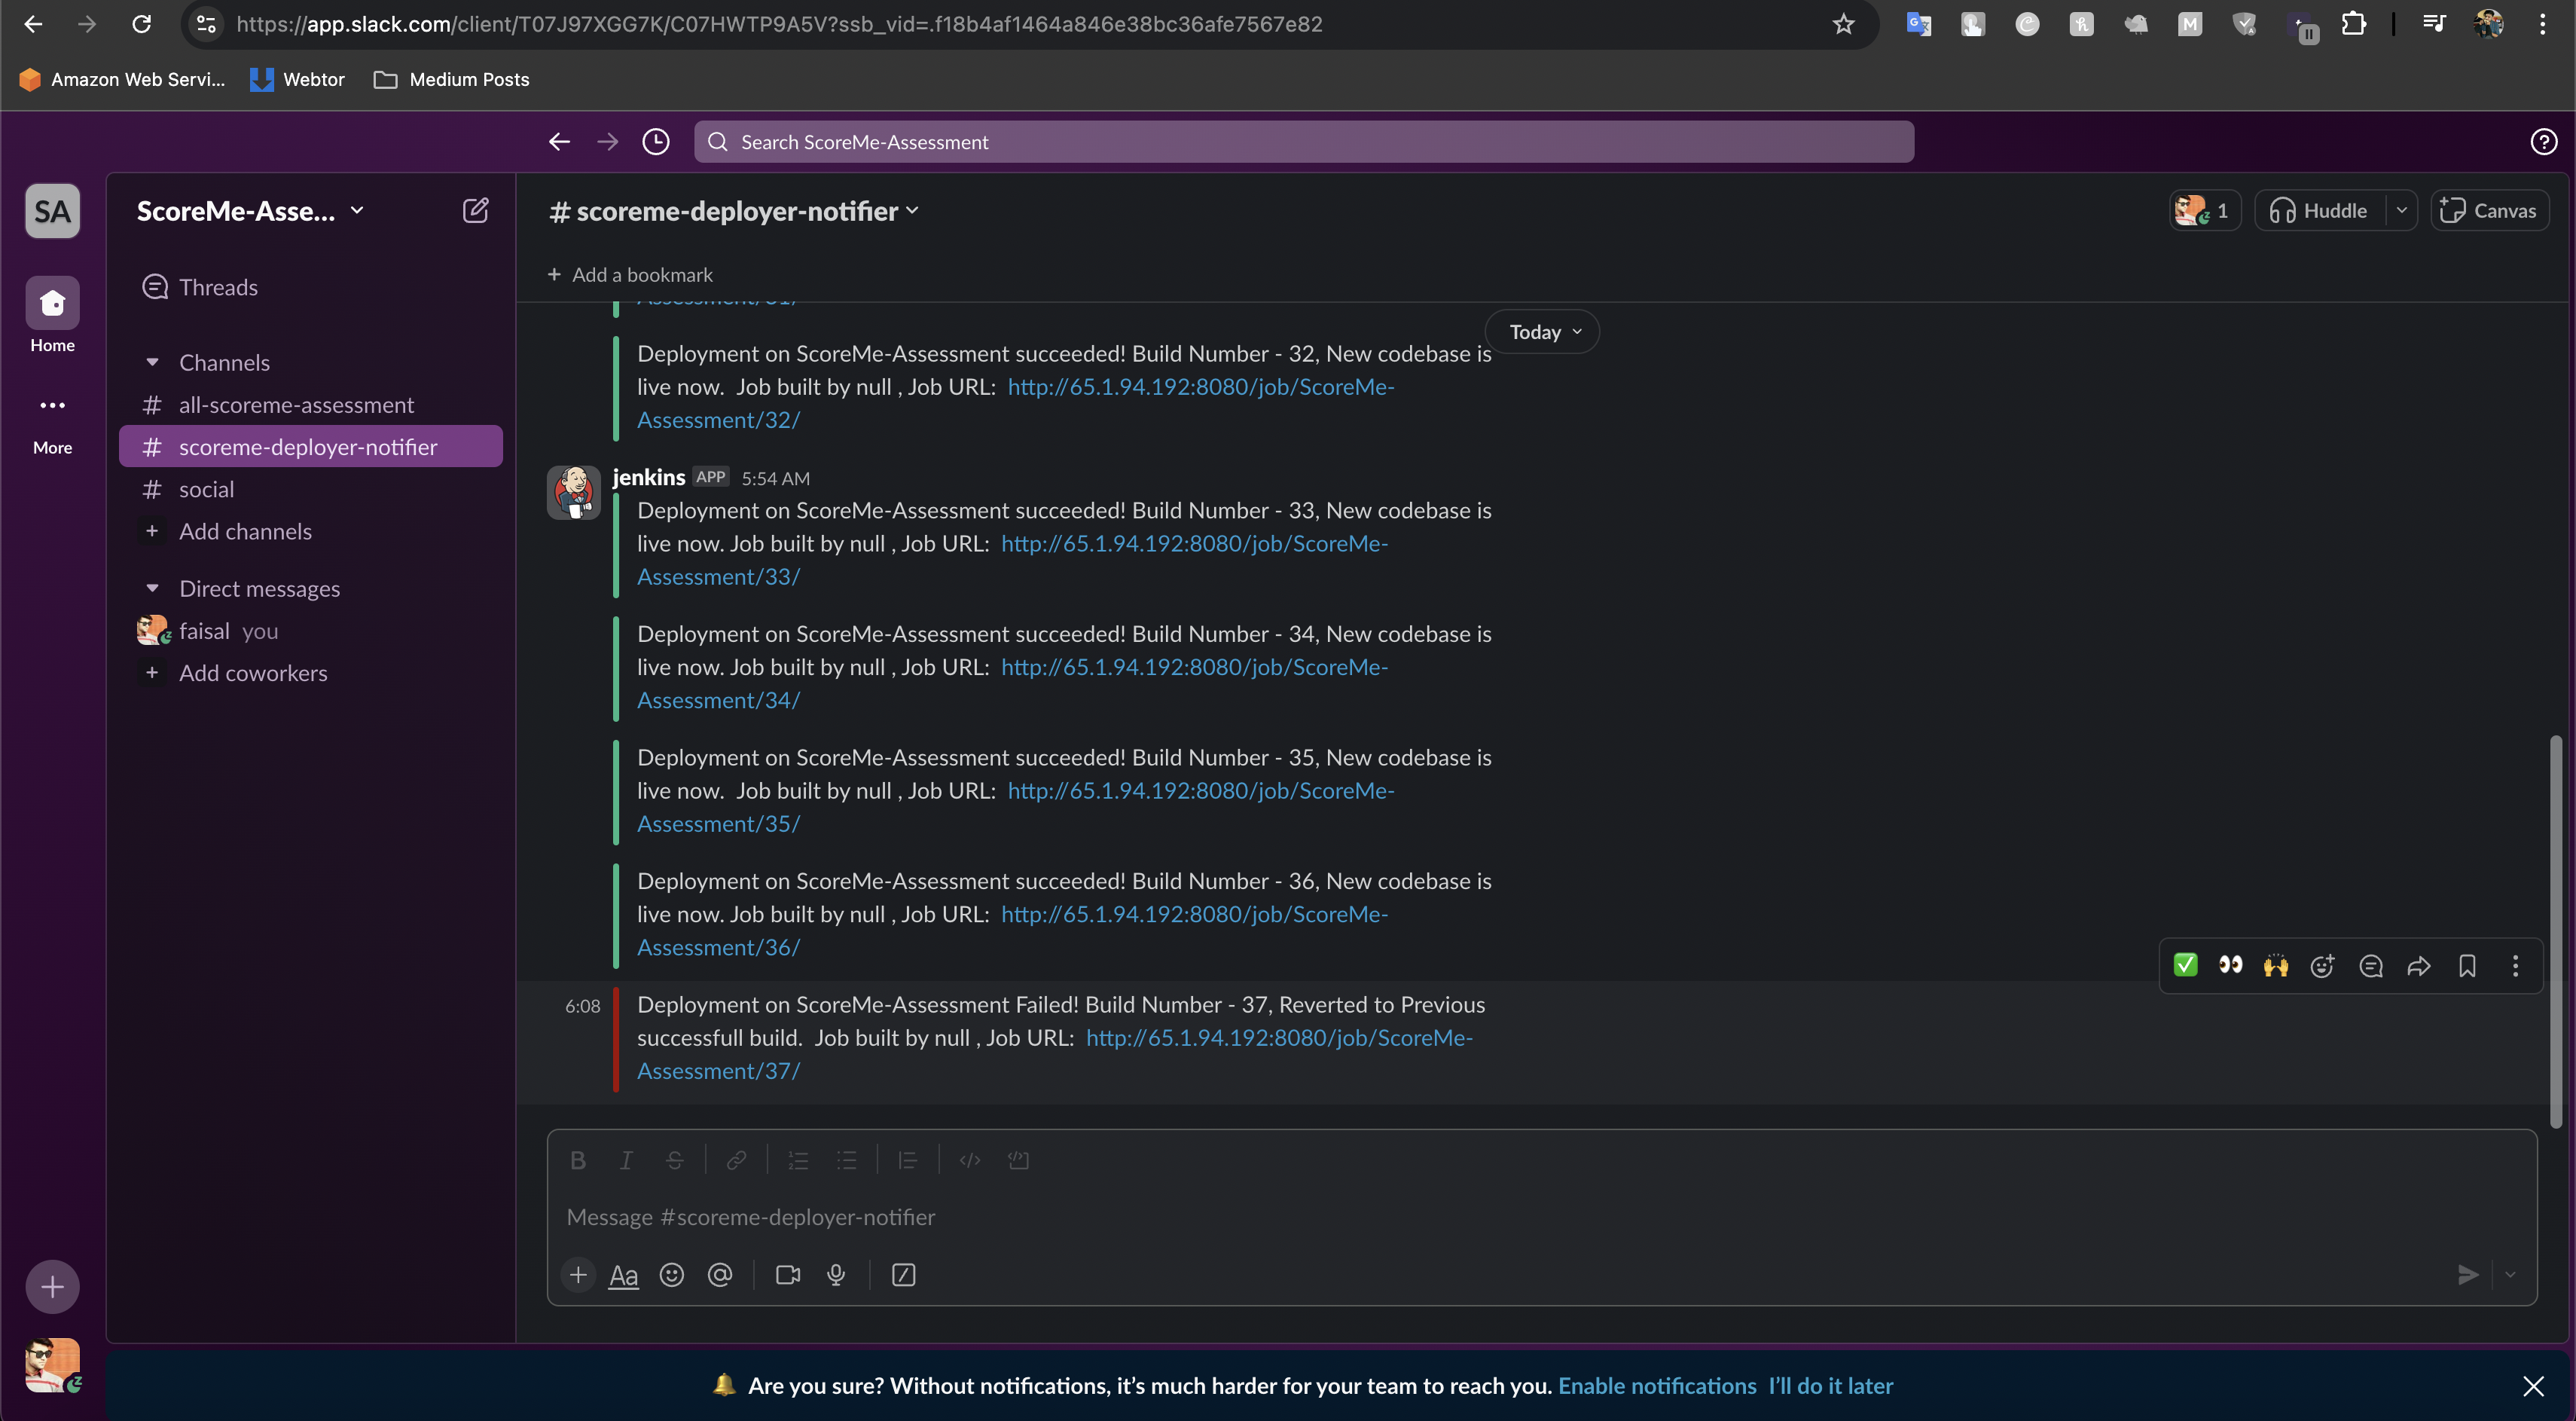 https://app.slack.com/client/T07J97XGG7K/C07HWTP9A5V?ssb_vid=.f18b4af1464a846e38bc36afe7567e82
Amazon Web Servi...
Webtor
Medium Posts
Search ScoreMe-Assessment
SA
Home
More
ScoreMe-Asse...
Threads
Channels
# all-scoreme-assessment
# scoreme-deployer-notifier
# social
+ Add channels
Direct messages
faisal you
+ Add coworkers
# scoreme-deployer-notifier
1
Huddle
Canvas
+ Add a bookmark
Assessment/31/
Today
Deployment on ScoreMe-Assessment succeeded! Build Number - 32, New codebase is
live now.  Job built by null , Job URL:  http://65.1.94.192:8080/job/ScoreMe-
Assessment/32/
jenkins APP 5:54 AM
Deployment on ScoreMe-Assessment succeeded! Build Number - 33, New codebase is
live now. Job built by null , Job URL:  http://65.1.94.192:8080/job/ScoreMe-
Assessment/33/
Deployment on ScoreMe-Assessment succeeded! Build Number - 34, New codebase is
live now. Job built by null , Job URL:  http://65.1.94.192:8080/job/ScoreMe-
Assessment/34/
Deployment on ScoreMe-Assessment succeeded! Build Number - 35, New codebase is
live now.  Job built by null , Job URL:  http://65.1.94.192:8080/job/ScoreMe-
Assessment/35/
Deployment on ScoreMe-Assessment succeeded! Build Number - 36, New codebase is
live now. Job built by null , Job URL:  http://65.1.94.192:8080/job/ScoreMe-
Assessment/36/
6:08 Deployment on ScoreMe-Assessment Failed! Build Number - 37, Reverted to Previous
successfull build.  Job built by null , Job URL:  http://65.1.94.192:8080/job/ScoreMe-
Assessment/37/
Message #scoreme-deployer-notifier
Aa
Are you sure? Without notifications, it's much harder for your team to reach you. Enable notifications I'll do it later